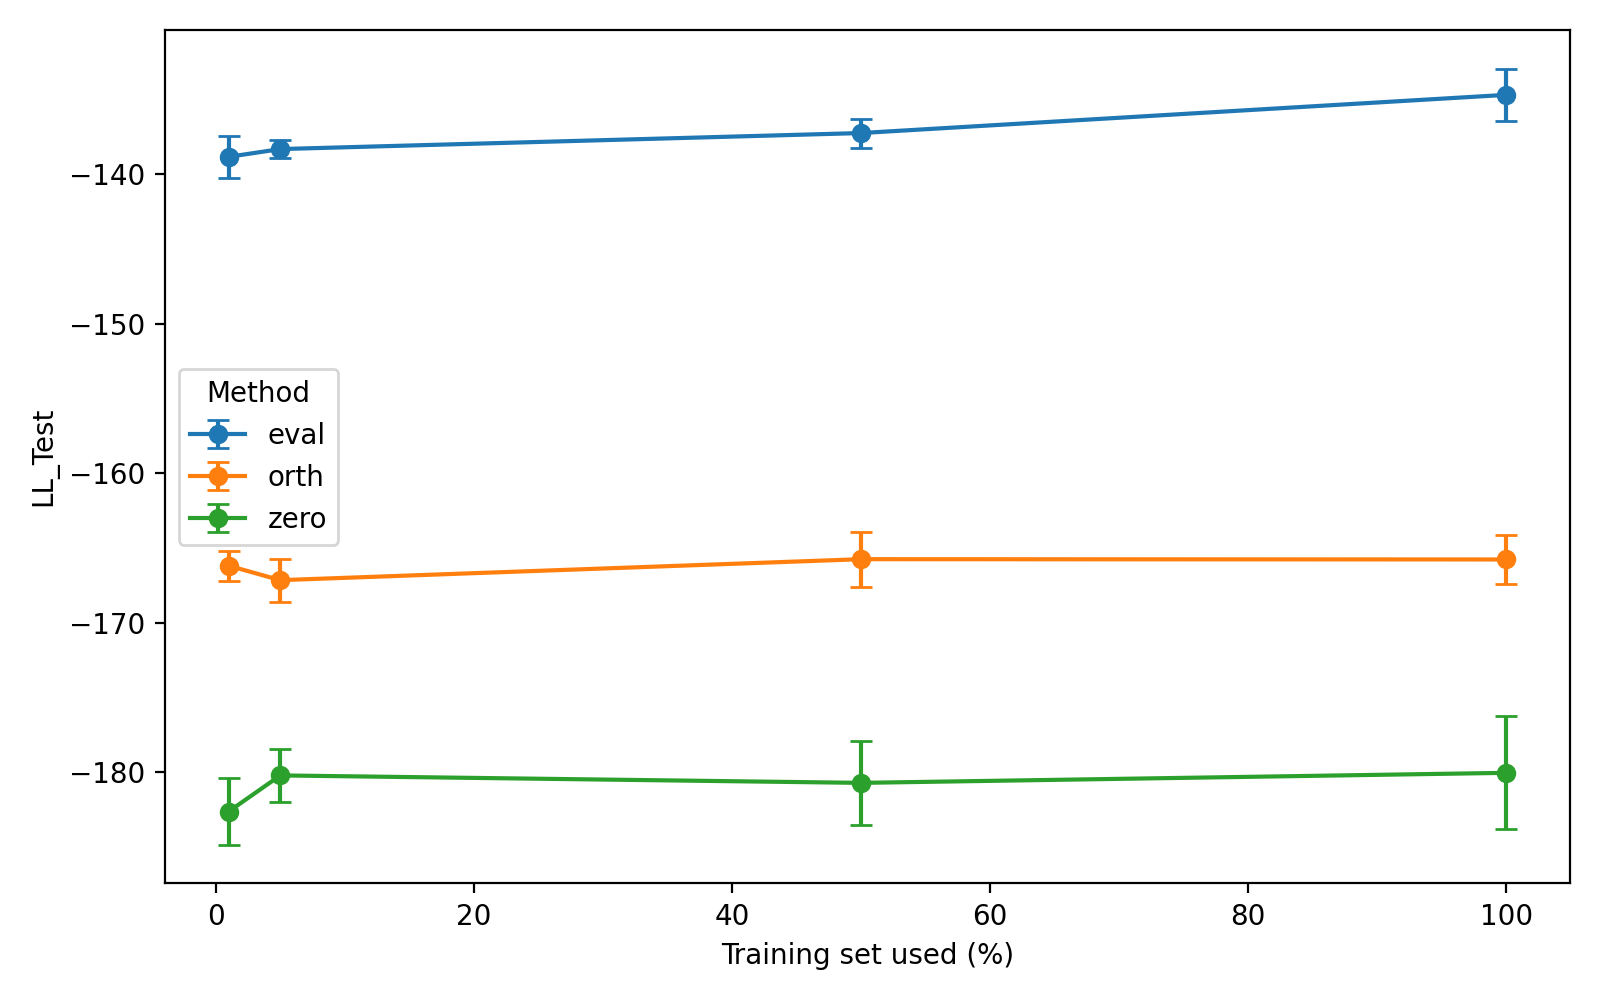 −140
−150
−160
−170
−180
LL_Test
Method
eval
orth
zero
0 20 40 60 80 100
Training set used (%)